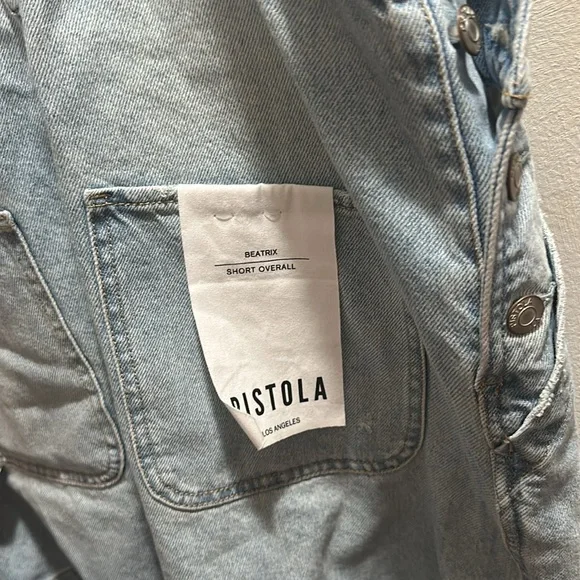 BEATRIX
SHORT OVERALL
PISTOLA
LOS ANGELES